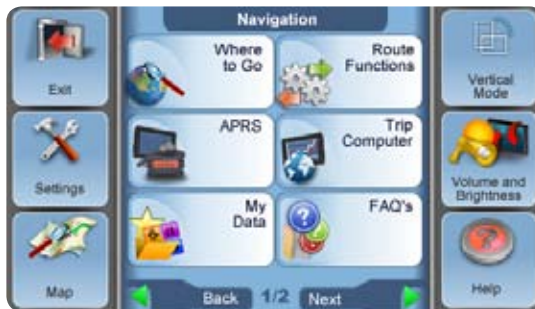 Navigation
Exit
Where
to Go
Route
Functions
Vertical
Mode
Settings
APRS
Trip
Computer
Volume and
Brightness
Map
My
Data
FAQ's
Help
Back 1/2 Next